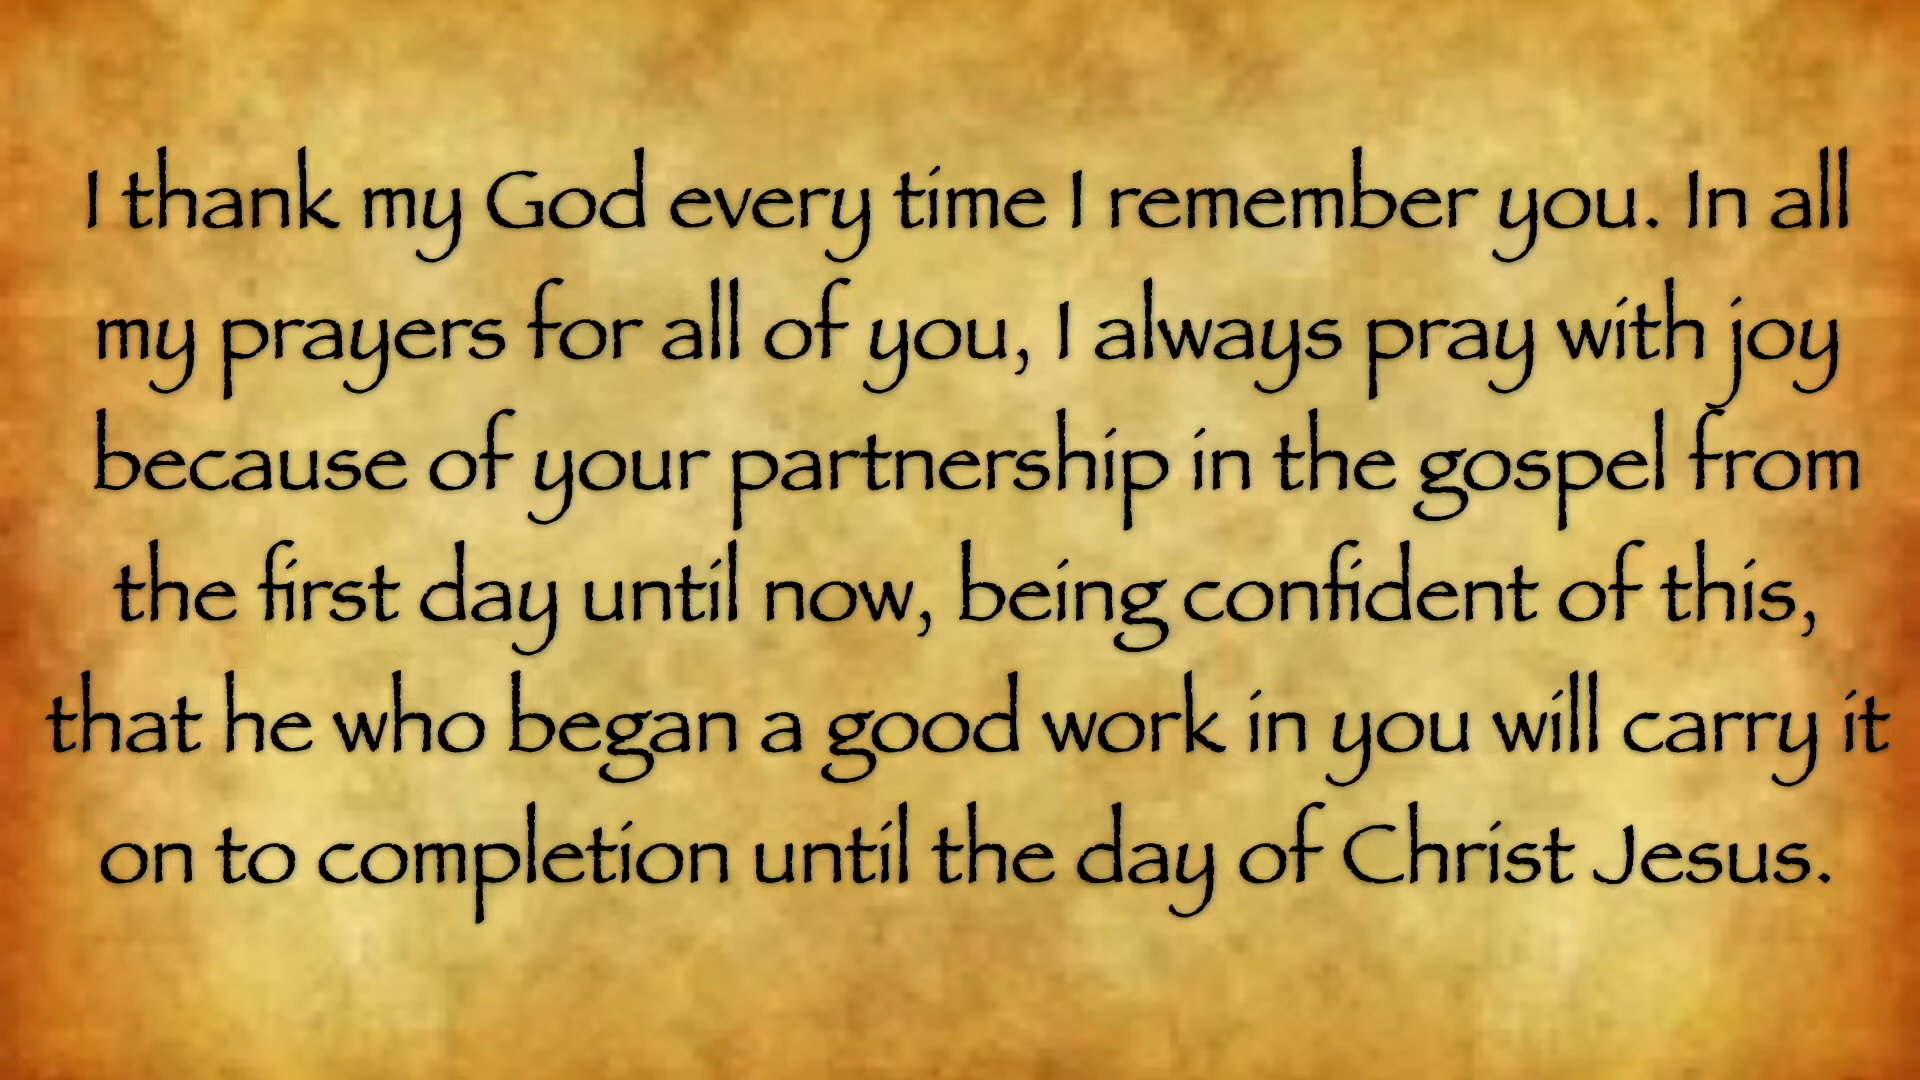 I thank my God every time I remember you. In all
my prayers for all of you, I always pray with joy
because of your partnership in the gospel from
the first day until now, being confident of this,
that he who began a good work in you will carry it
on to completion until the day of Christ Jesus.